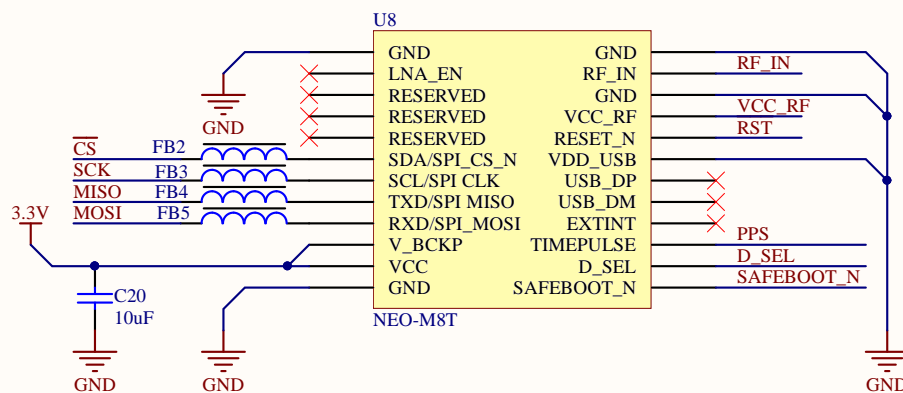 U8
GND GND
LNA_EN RF_IN RF_IN
RESERVED GND
RESERVED VCC_RF VCC_RF
GND
RESERVED RESET_N RST
CS FB2 SDA/SPI_CS_N VDD_USB
SCK FB3 SCL/SPI CLK USB_DP
MISO FB4 TXD/SPI MISO USB_DM
3.3V MOSI FB5 RXD/SPI_MOSI EXTINT
V_BCKP TIMEPULSE PPS
VCC D_SEL D_SEL
GND SAFEBOOT_N SAFEBOOT_N
C20
10uF
NEO-M8T
GND GND GND